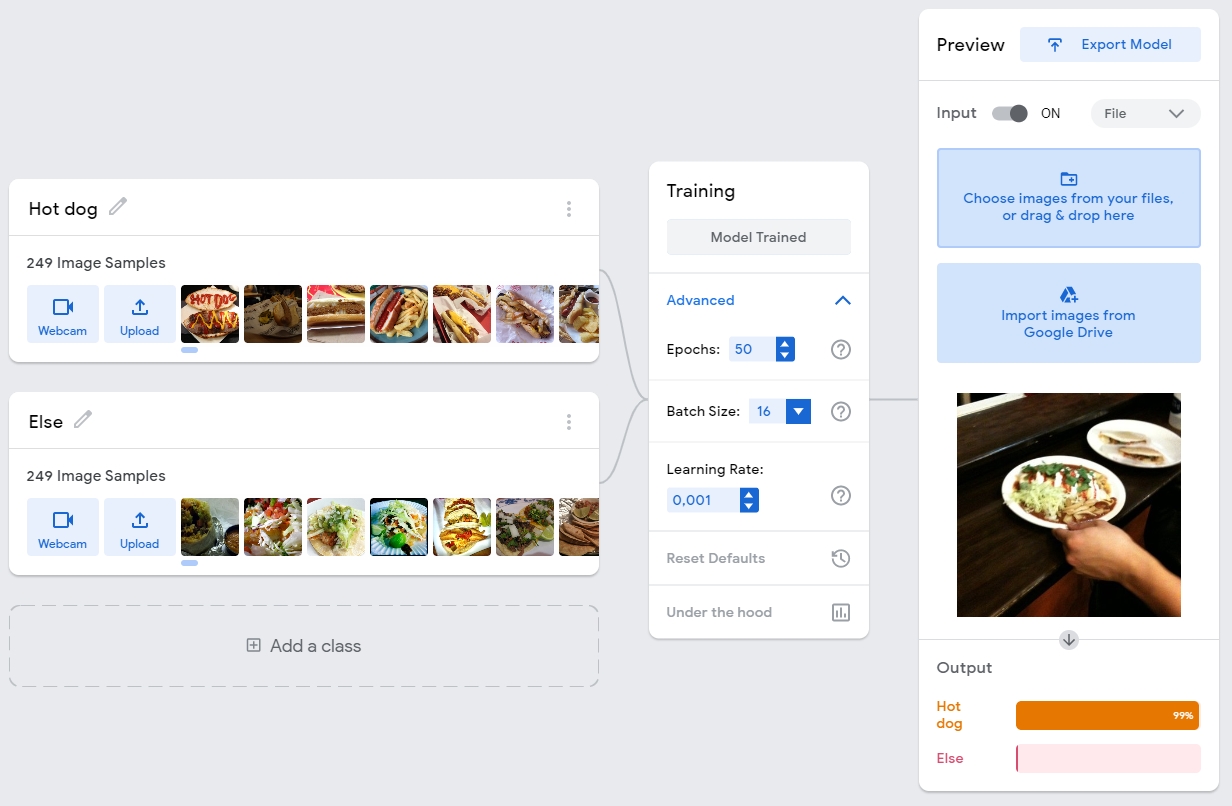 Hot dog
249 Image Samples
Webcam
Upload
HOT DOG
Else
249 Image Samples
Webcam
Upload
Add a class
Training
Model Trained
Advanced
Epochs: 50
Batch Size: 16
Learning Rate:
0,001
Reset Defaults
Under the hood
Preview
Export Model
Input ON File
Choose images from your files,
or drag & drop here
Import images from
Google Drive
Output
Hot
dog
99%
Else